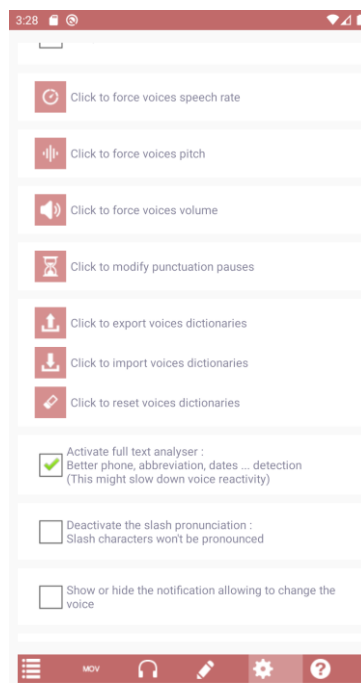 3:28
Click to force voices speech rate
Click to force voices pitch
Click to force voices volume
Click to modify punctuation pauses
Click to export voices dictionaries
Click to import voices dictionaries
Click to reset voices dictionaries
Activate full text analyser :
Better phone, abbreviation, dates ... detection
(This might slow down voice reactivity)
Deactivate the slash pronunciation :
Slash characters won't be pronounced
Show or hide the notification allowing to change the
voice
MOV